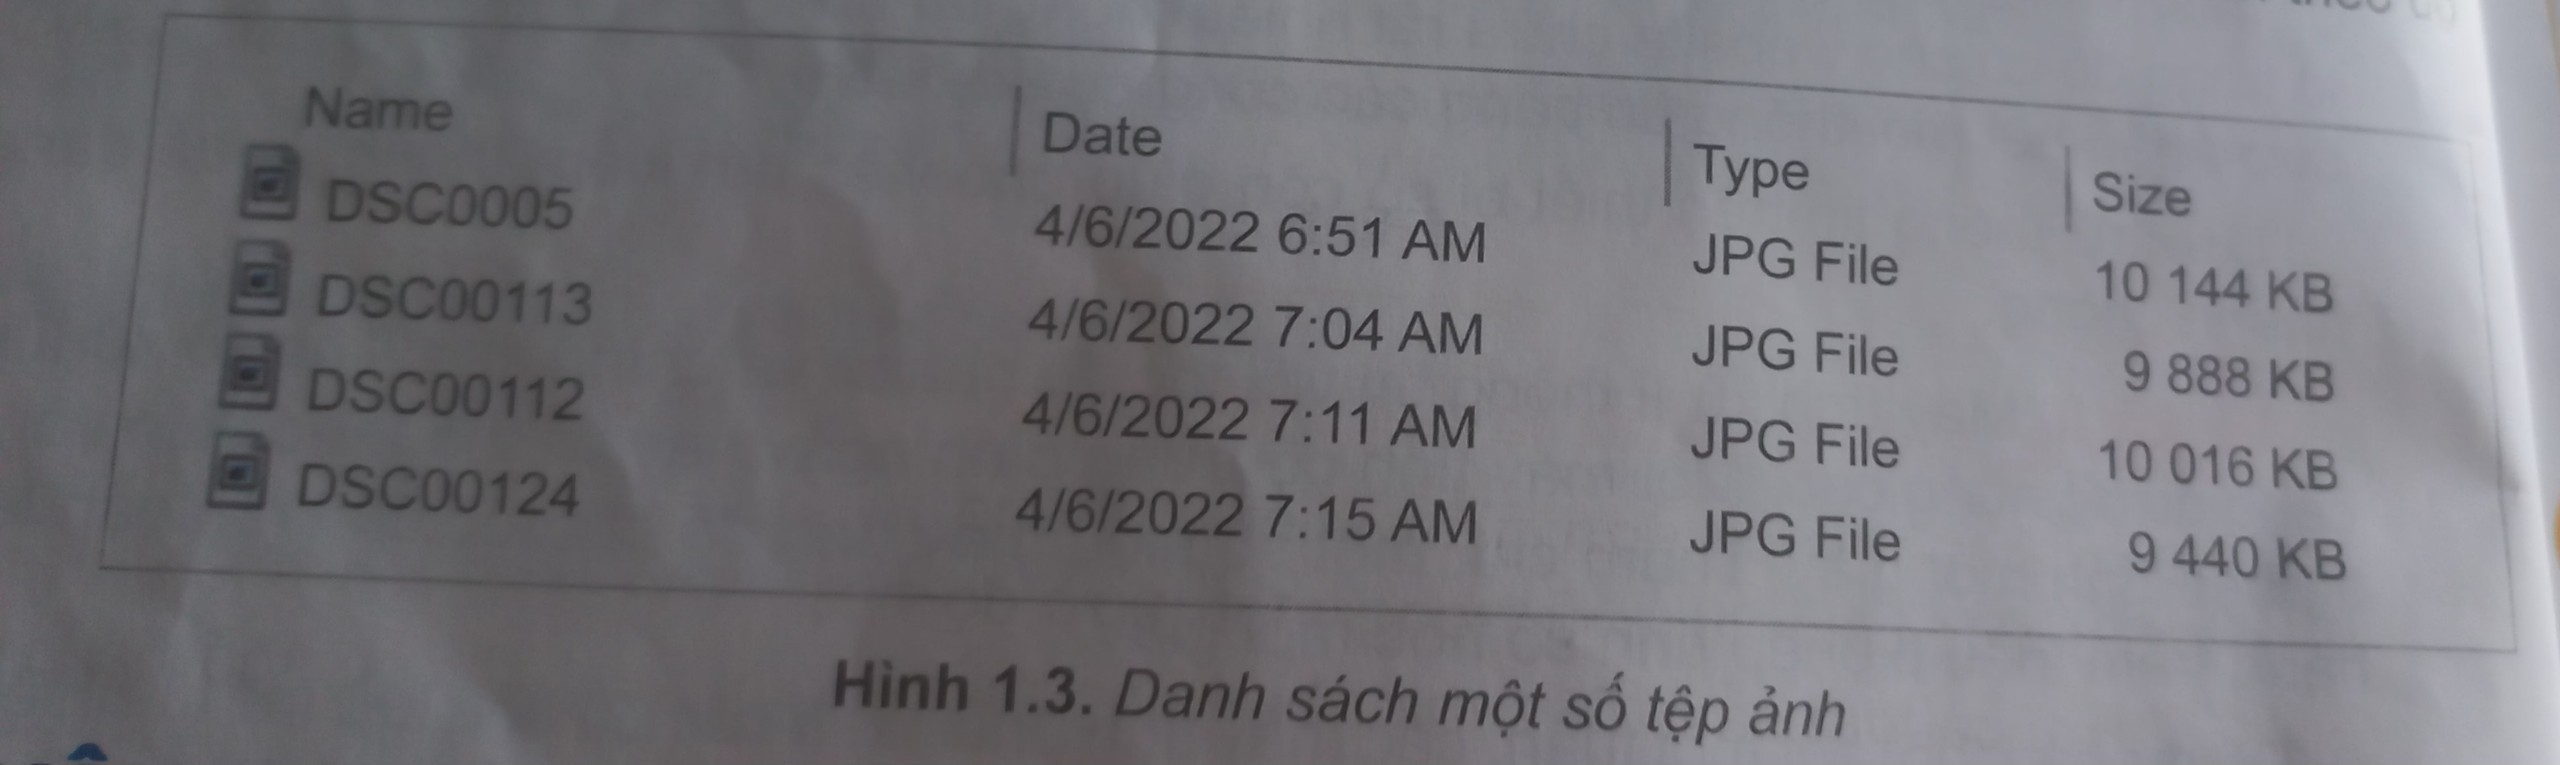 Name Date Type Size
DSC0005 4/6/2022 6:51 AM JPG File 10 144 KB
DSC00113 4/6/2022 7:04 AM JPG File 9 888 KB
DSC00112 4/6/2022 7:11 AM JPG File 10 016 KB
DSC00124 4/6/2022 7:15 AM JPG File 9 440 KB
Hình 1.3. Danh sách một số tệp ảnh